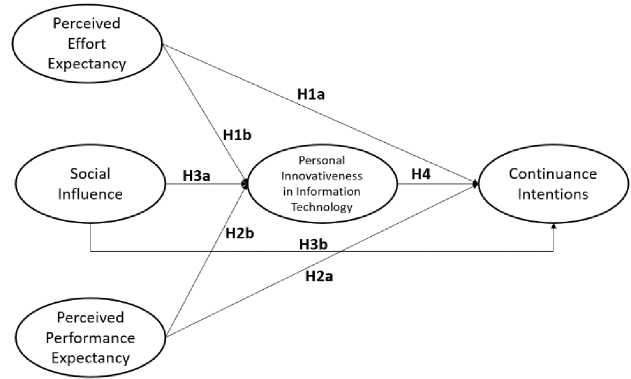 Perceived
Effort
Expectancy
H1a
H1b
Social
Influence
H3a
Personal
Innovativeness
in Information
Technology
H4
Continuance
Intentions
H2b
H3b
H2a
Perceived
Performance
Expectancy